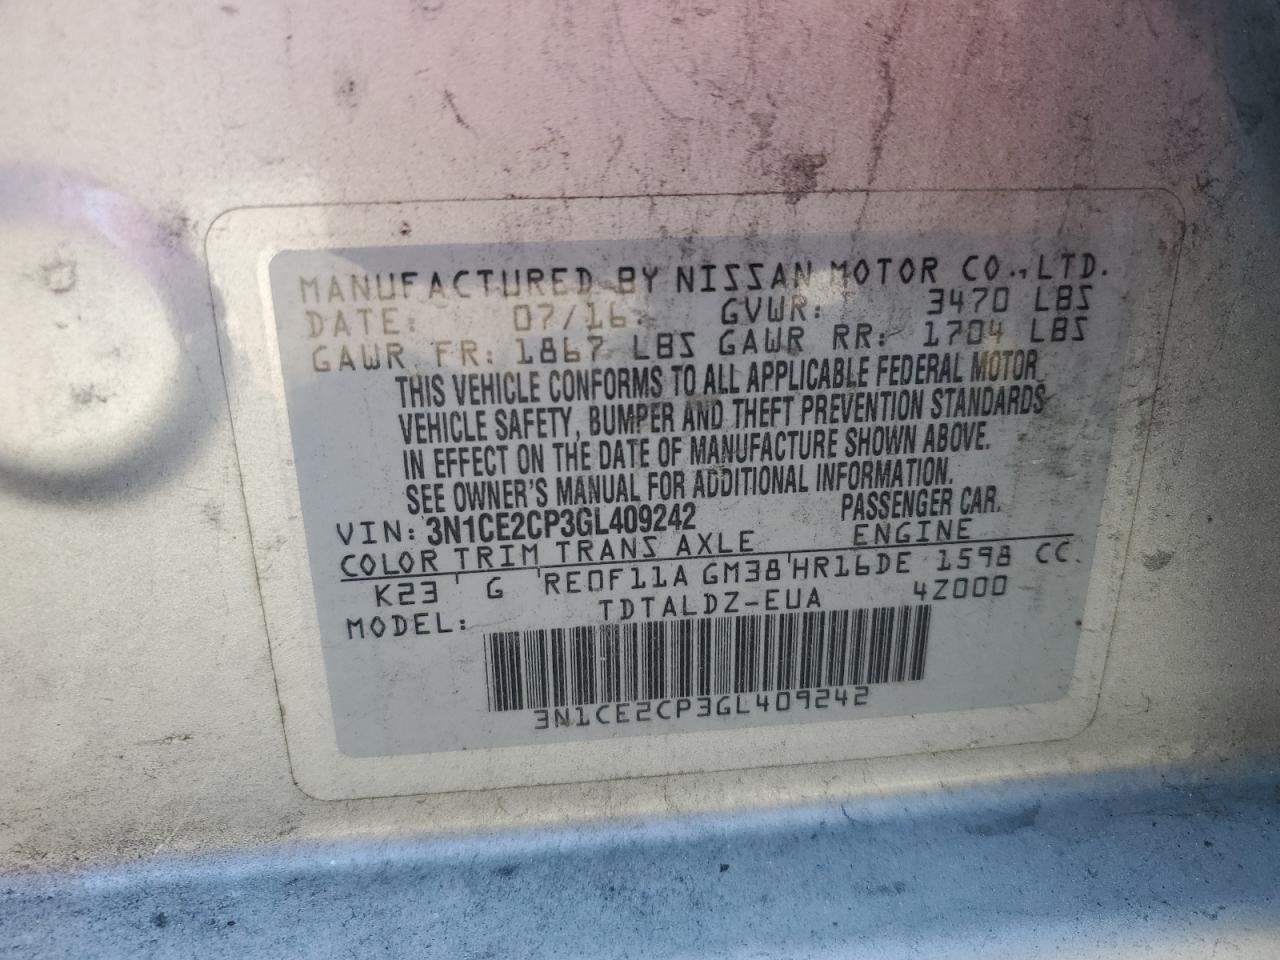 MANUFACTURED BY NISSAN MOTOR CO., LTD.
DATE: 07/16 GVWR: 3470 LBS
GAWR FR: 1867 LBS GAWR RR: 1704 LBS
THIS VEHICLE CONFORMS TO ALL APPLICABLE FEDERAL MOTOR
VEHICLE SAFETY, BUMPER AND THEFT PREVENTION STANDARDS
IN EFFECT ON THE DATE OF MANUFACTURE SHOWN ABOVE.
SEE OWNER'S MANUAL FOR ADDITIONAL INFORMATION.
VIN: 3N1CE2CP3GL409242 PASSENGER CAR.
COLOR TRIM TRANS AXLE ENGINE
K23 G RE0F11A GM38 HR16DE 1598 CC.
MODEL: TDTALDZ-EUA 4Z000
3N1CE2CP3GL409242